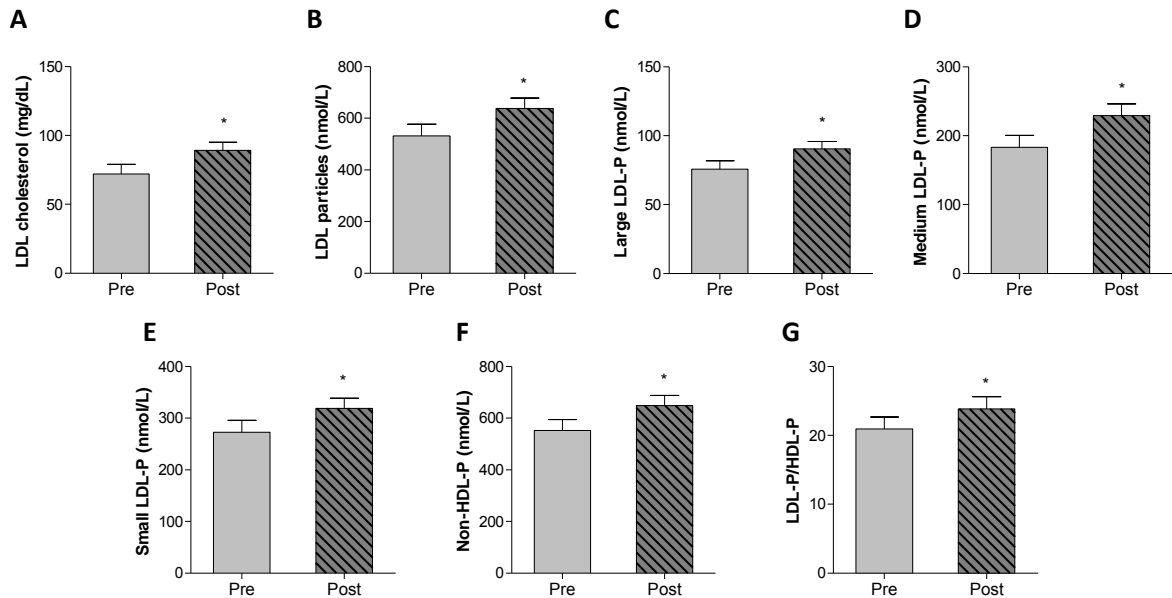 A
LDL cholesterol (mg/dL)
150
100
50
0
*
Pre Post
B
LDL particles (nmol/L)
800
600
400
200
0
*
Pre Post
C
Large LDL-P (nmol/L)
150
100
50
0
*
Pre Post
D
Medium LDL-P (nmol/L)
300
200
100
0
*
Pre Post
E
Small LDL-P (nmol/L)
400
300
200
100
0
*
Pre Post
F
Non-HDL-P (nmol/L)
800
600
400
200
0
*
Pre Post
G
LDL-P/HDL-P
30
20
10
0
*
Pre Post